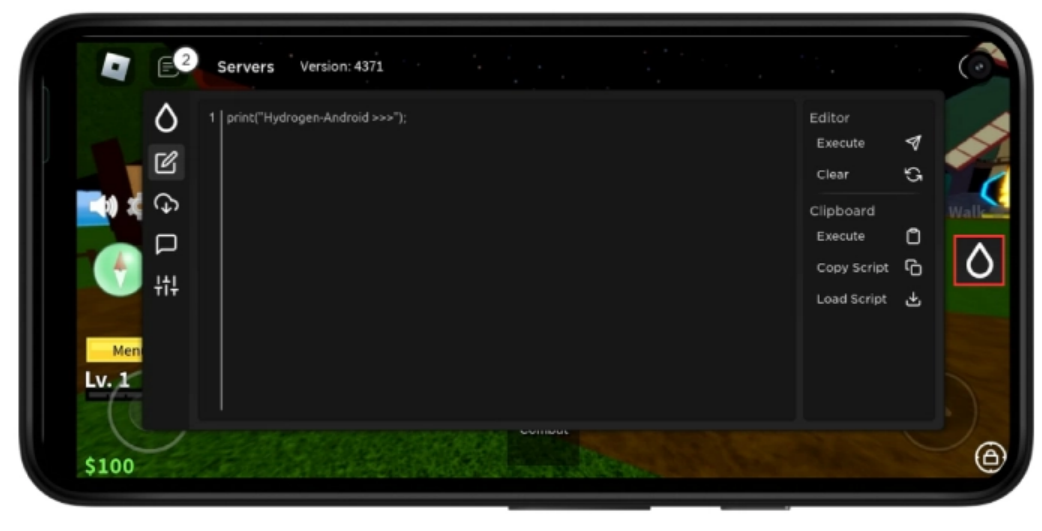 2
Servers Version: 4371
1 print("Hydrogen-Android >>>");
Editor
Execute
Clear
Clipboard
Execute
Copy Script
Load Script
Walk
Men
Lv. 1
Combat
$100